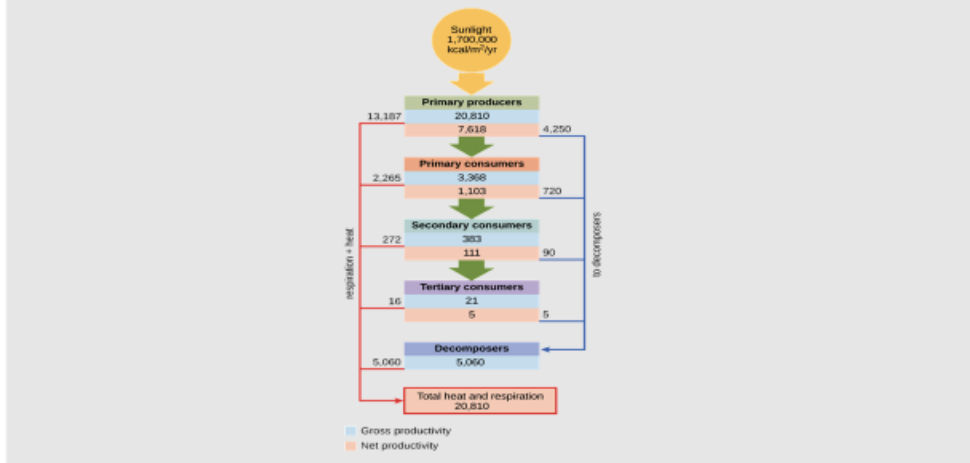 Sunlight
1,700,000
kcal/m²/yr
Primary producers
13,187
20,810
7,618
4,250
Primary consumers
2,265
3,368
1,103
720
Secondary consumers
272
383
111
90
Tertiary consumers
16
21
5
5
Decomposers
5,060
5,060
respiration + heat
to decomposers
Total heat and respiration
20,810
Gross productivity
Net productivity